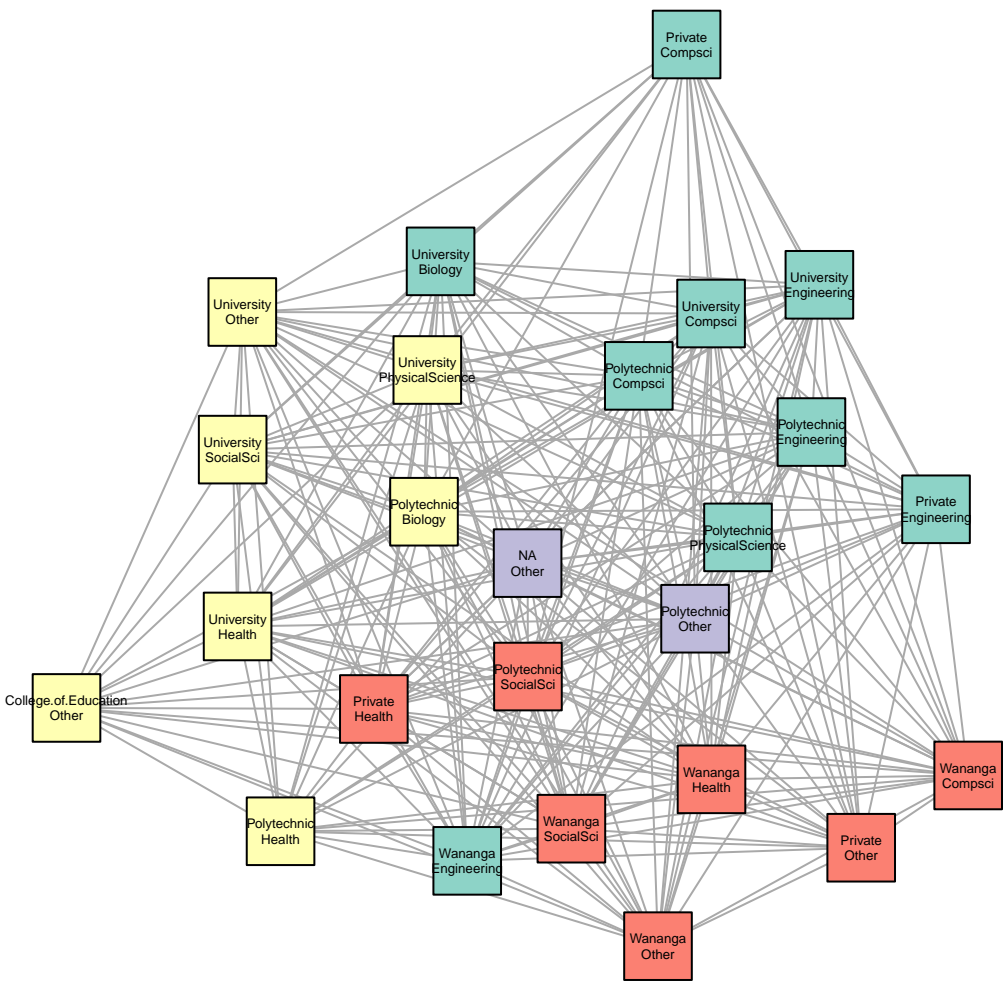 Private
Compsci
University
Biology
University
Engineering
University
Other
University
Compsci
University
PhysicalScience
Polytechnic
Compsci
Polytechnic
Engineering
University
SocialSci
Polytechnic
Biology
Private
Engineering
Polytechnic
PhysicalScience
NA
Other
University
Health
Polytechnic
Other
Polytechnic
SocialSci
College.of.Education
Other
Private
Health
Wananga
Health
Wananga
Compsci
Polytechnic
Health
Wananga
SocialSci
Private
Other
Wananga
Engineering
Wananga
Other